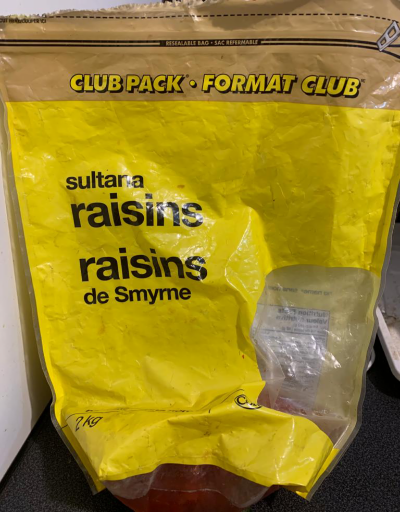 RESEALABLE BAG • SAC REFERMABLE
CLUB PACK • FORMAT CLUB
sultana
raisins
raisins
de Smyrne
2 kg